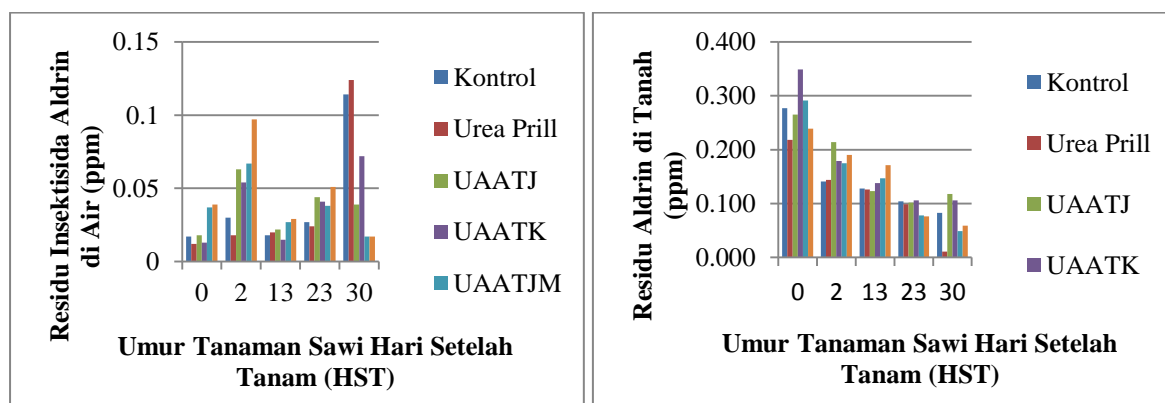 Residu Insektisida Aldrin
di Air (ppm)
0.15
0.1
0.05
0
0 2 13 23 30
Umur Tanaman Sawi Hari Setelah
Tanam (HST)
Kontrol
Urea Prill
UAATJ
UAATK
UAATJM
Residu Aldrin di Tanah
(ppm)
0.400
0.300
0.200
0.100
0.000
0 2 13 23 30
Umur Tanaman Sawi Hari Setelah
Tanam (HST)
Kontrol
Urea Prill
UAATJ
UAATK